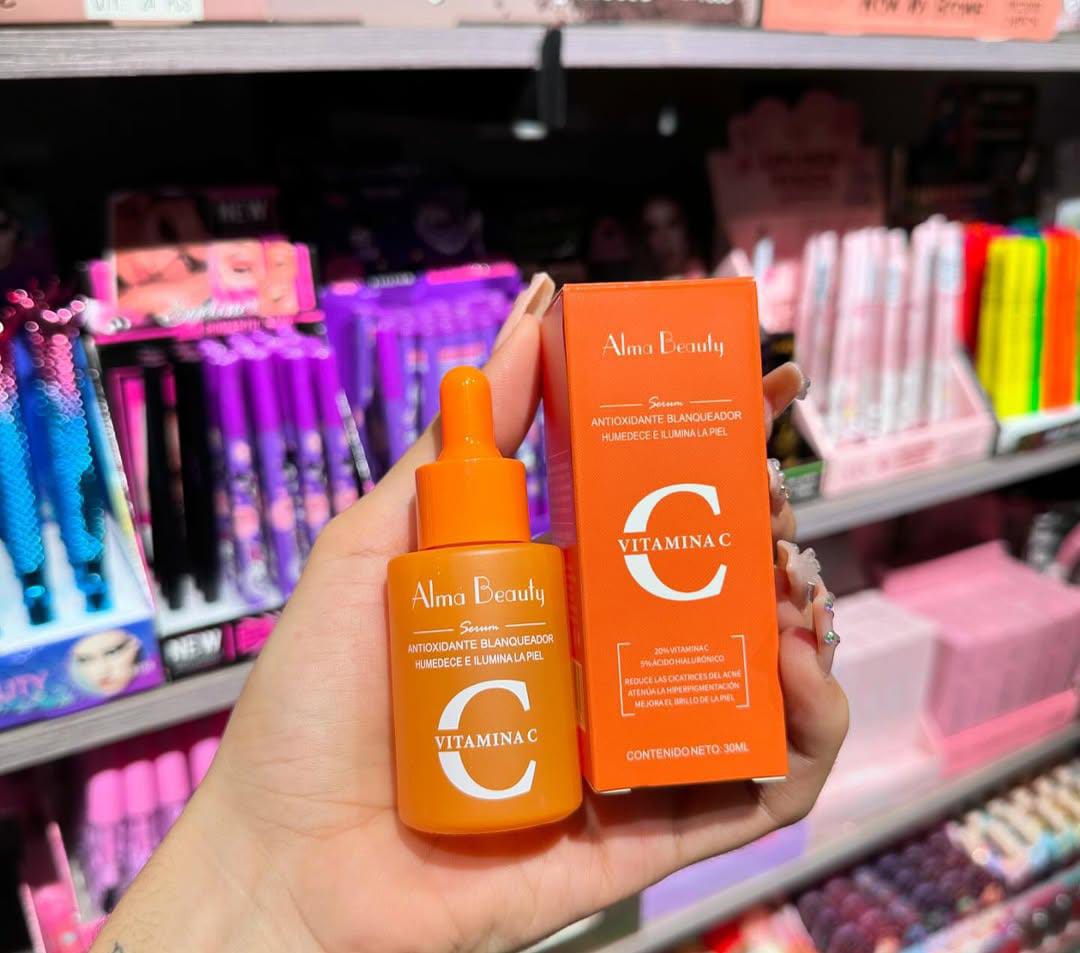 NEW
NEW
Alma Beauty
Serum
ANTIOXIDANTE BLANQUEADOR
HUMEDECE E ILUMINA LA PIEL
VITAMINA C
Alma Beauty
Serum
ANTIOXIDANTE BLANQUEADOR
HUMEDECE E ILUMINA LA PIEL
C
VITAMINA C
20% VITAMINA C
5% ÁCIDO HIALURÓNICO
REDUCE LAS CICATRICES DEL ACNÉ
ATENÚA LA HIPERPIGMENTACIÓN
MEJORA EL BRILLO DE LA PIEL
CONTENIDO NETO: 30ML